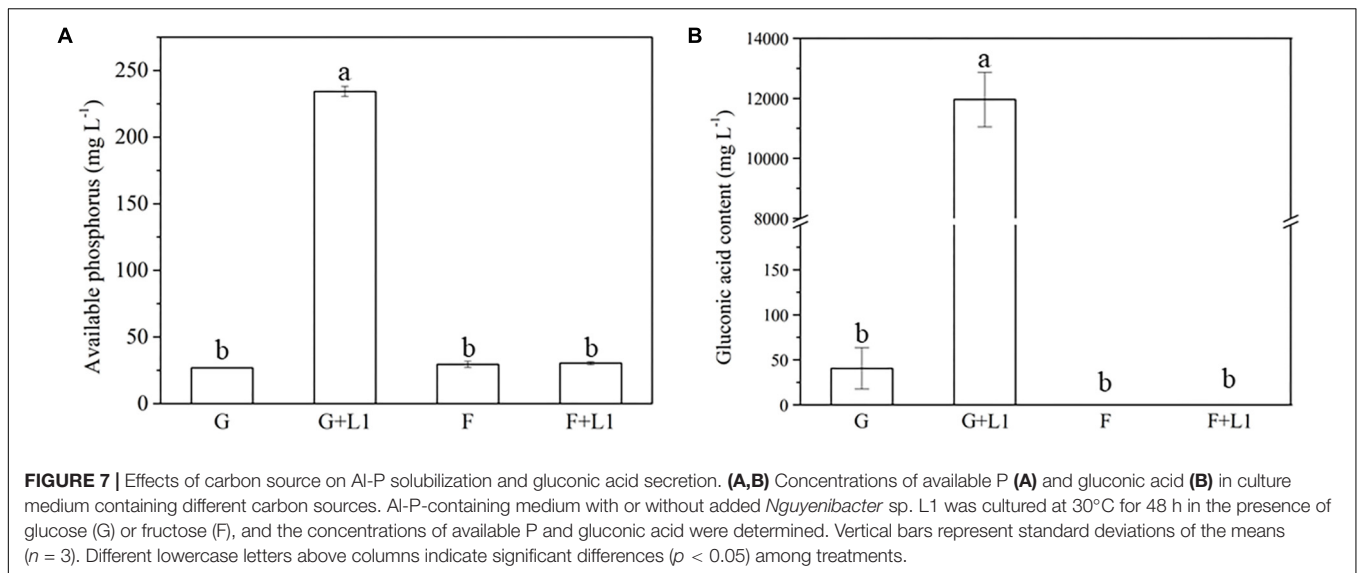 A
B
Available phosphorus (mg L-1)
250
200
150
100
50
0
b
a
b
b
G
G+L1
F
F+L1
Gluconic acid content (mg L-1)
14000
12000
10000
8000
150
100
50
0
b
a
b
b
G
G+L1
F
F+L1
FIGURE 7 | Effects of carbon source on Al-P solubilization and gluconic acid secretion. (A,B) Concentrations of available P (A) and gluconic acid (B) in culture
medium containing different carbon sources. Al-P-containing medium with or without added Nguyenibacter sp. L1 was cultured at 30°C for 48 h in the presence of
glucose (G) or fructose (F), and the concentrations of available P and gluconic acid were determined. Vertical bars represent standard deviations of the means
(n = 3). Different lowercase letters above columns indicate significant differences (p < 0.05) among treatments.